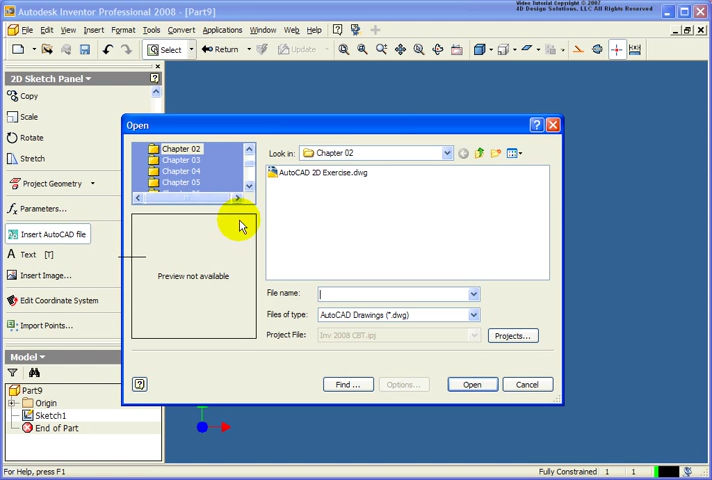 Autodesk Inventor Professional 2008 - [Part9]
Video Tutorial Copyright © 2007
4D Design Solutions, LLC All Rights Reserved
File Edit View Insert Format Tools Convert Applications Window Web Help
Select Return Update
2D Sketch Panel
Copy
Scale
Rotate
Stretch
Project Geometry
Parameters...
Insert AutoCAD file
Text [T]
Insert Image...
Edit Coordinate System
Import Points...
Model
Part9
Origin
Sketch1
End of Part
Open
Chapter 02
Chapter 03
Chapter 04
Chapter 05
Preview not available
Look in: Chapter 02
AutoCAD 2D Exercise.dwg
File name:
Files of type: AutoCAD Drawings (*.dwg)
Project File: Inv 2008 CBT.ipj Projects...
Find ... Options... Open Cancel
For Help, press F1 Fully Constrained 1 1